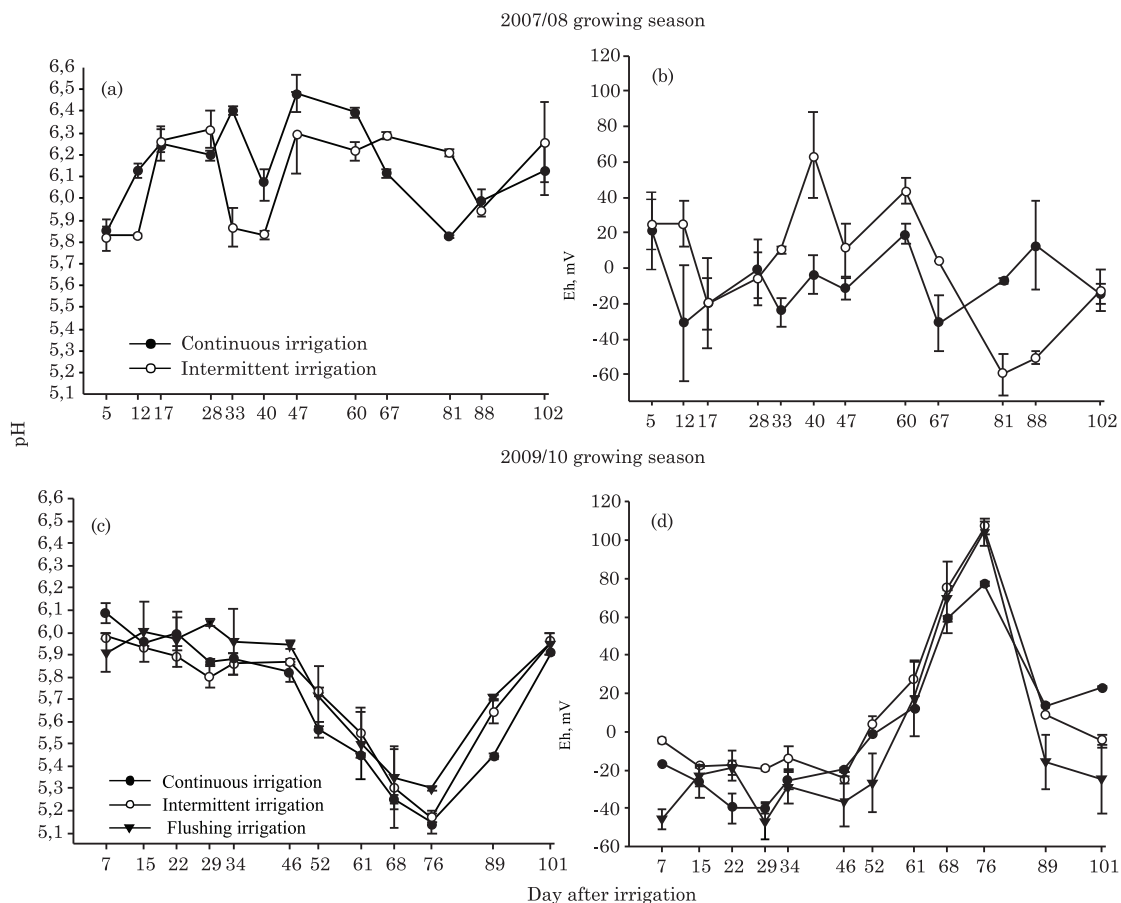 2007/08 growing season
(a)
6,6
6,5
6,4
6,3
6,2
6,1
6,0
5,9
5,8
5,7
5,6
5,5
5,4
5,3
5,2
5,1
Continuous irrigation
Intermittent irrigation
5 12 17 28 33 40 47 60 67 81 88 102
(b)
120
100
80
60
40
20
0
-20
-40
-60
Eh, mV
5 12 17 28 33 40 47 60 67 81 88 102
pH
2009/10 growing season
(c)
6,6
6,5
6,4
6,3
6,2
6,1
6,0
5,9
5,8
5,7
5,6
5,5
5,4
5,3
5,2
5,1
Continuous irrigation
Intermittent irrigation
Flushing irrigation
7 15 22 29 34 46 52 61 68 76 89 101
(d)
120
100
80
60
40
20
0
-20
-40
-60
Eh, mV
7 15 22 29 34 46 52 61 68 76 89 101
Day after irrigation